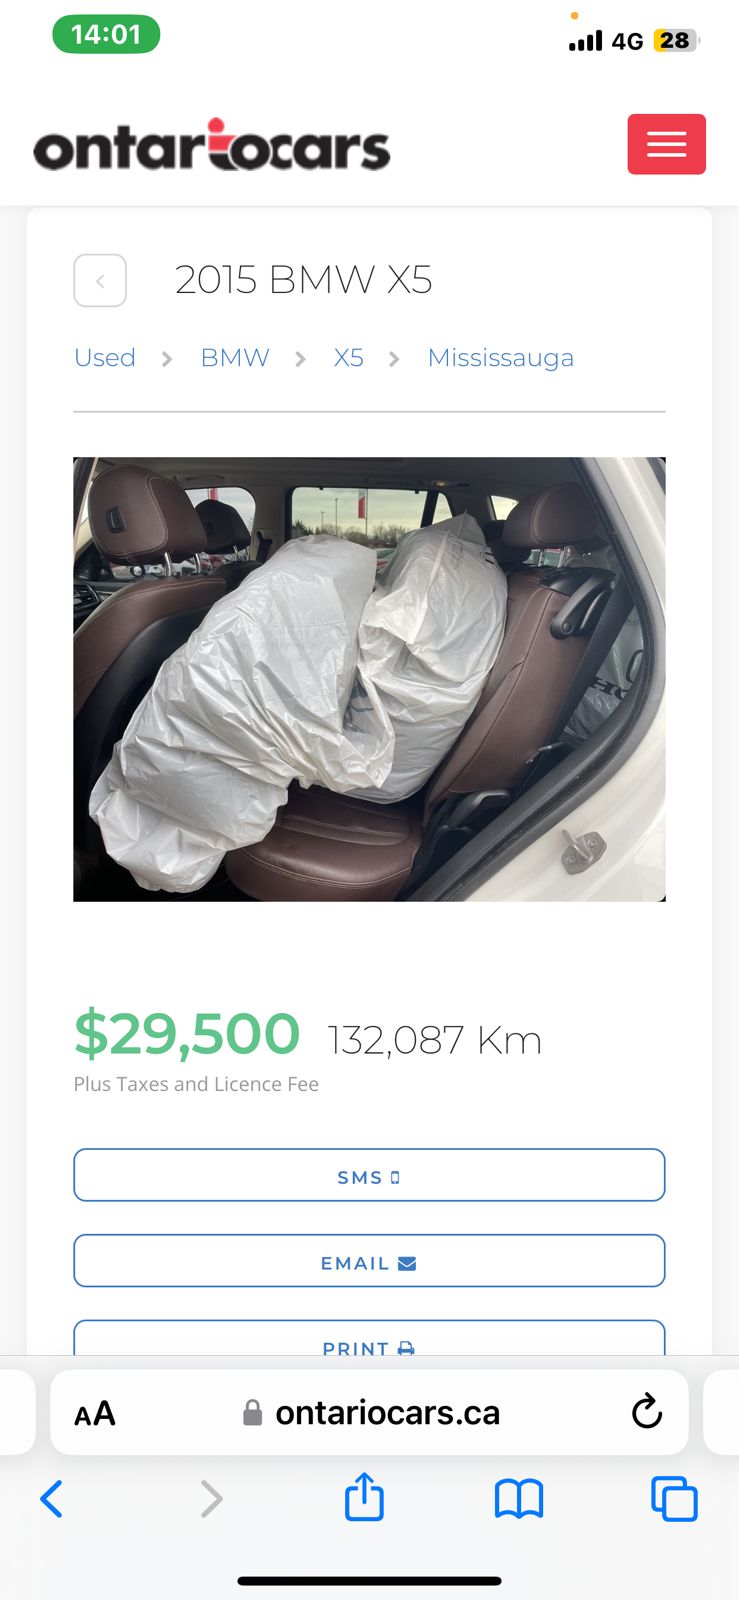 14:01
4G 28
ontariocars
2015 BMW X5
Used > BMW > X5 > Mississauga
$29,500 132,087 Km
Plus Taxes and Licence Fee
SMS
EMAIL
PRINT
AA ontariocars.ca